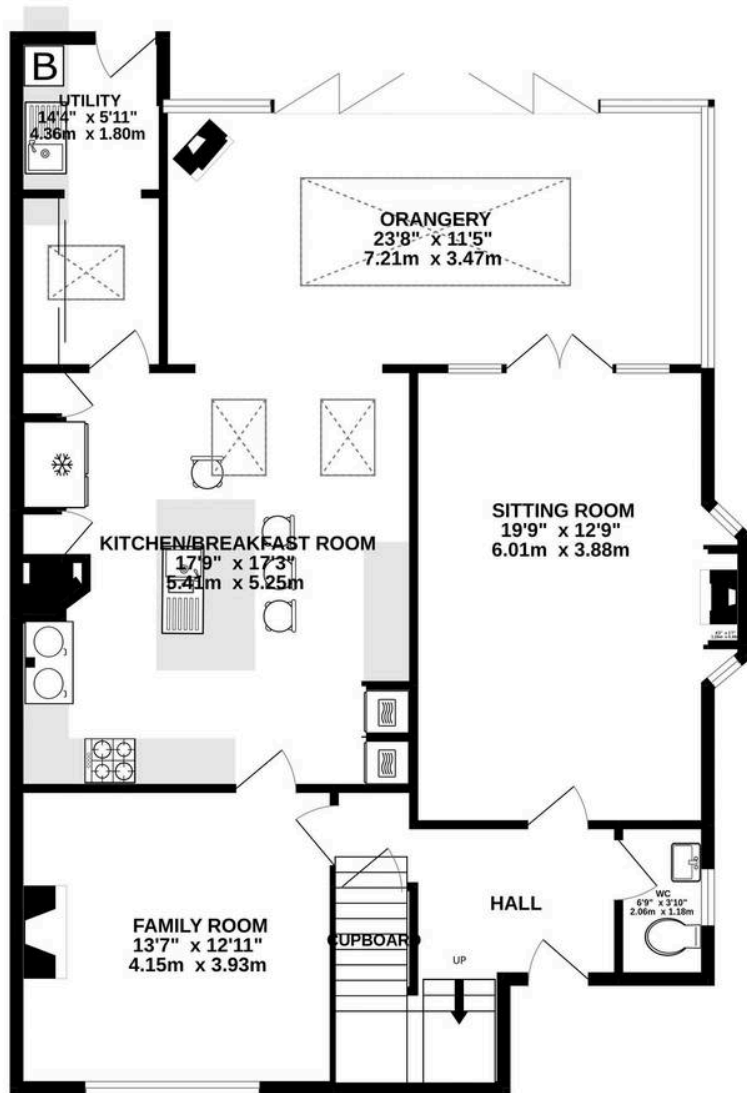 B
UTILITY
14'4" x 5'11"
4.36m x 1.80m
ORANGERY
23'8" x 11'5"
7.21m x 3.47m
KITCHEN/BREAKFAST ROOM
17'9" x 17'3"
5.41m x 5.25m
SITTING ROOM
19'9" x 12'9"
6.01m x 3.88m
FAMILY ROOM
13'7" x 12'11"
4.15m x 3.93m
CUPBOARD
HALL
UP
WC
6'9" x 3'10"
2.06m x 1.18m